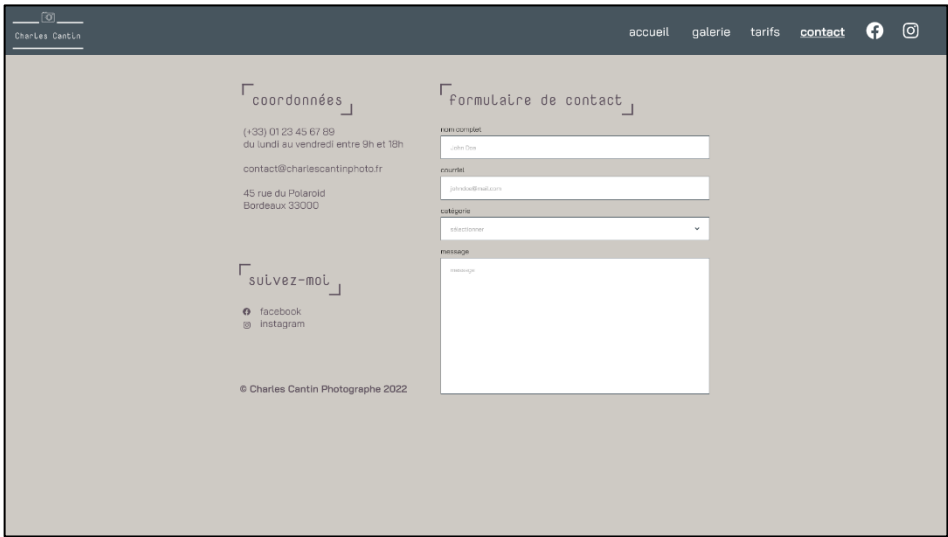 Charles Cantin
accueil galerie tarifs contact
coordonnées
(+33) 01 23 45 67 89
du lundi au vendredi entre 9h et 18h
contact@charlescantinphoto.fr
45 rue du Polaroid
Bordeaux 33000
suivez-moi
facebook
instagram
© Charles Cantin Photographe 2022
formulaire de contact
nom complet
John Doe
courriel
catégorie
sélectionner
message
message